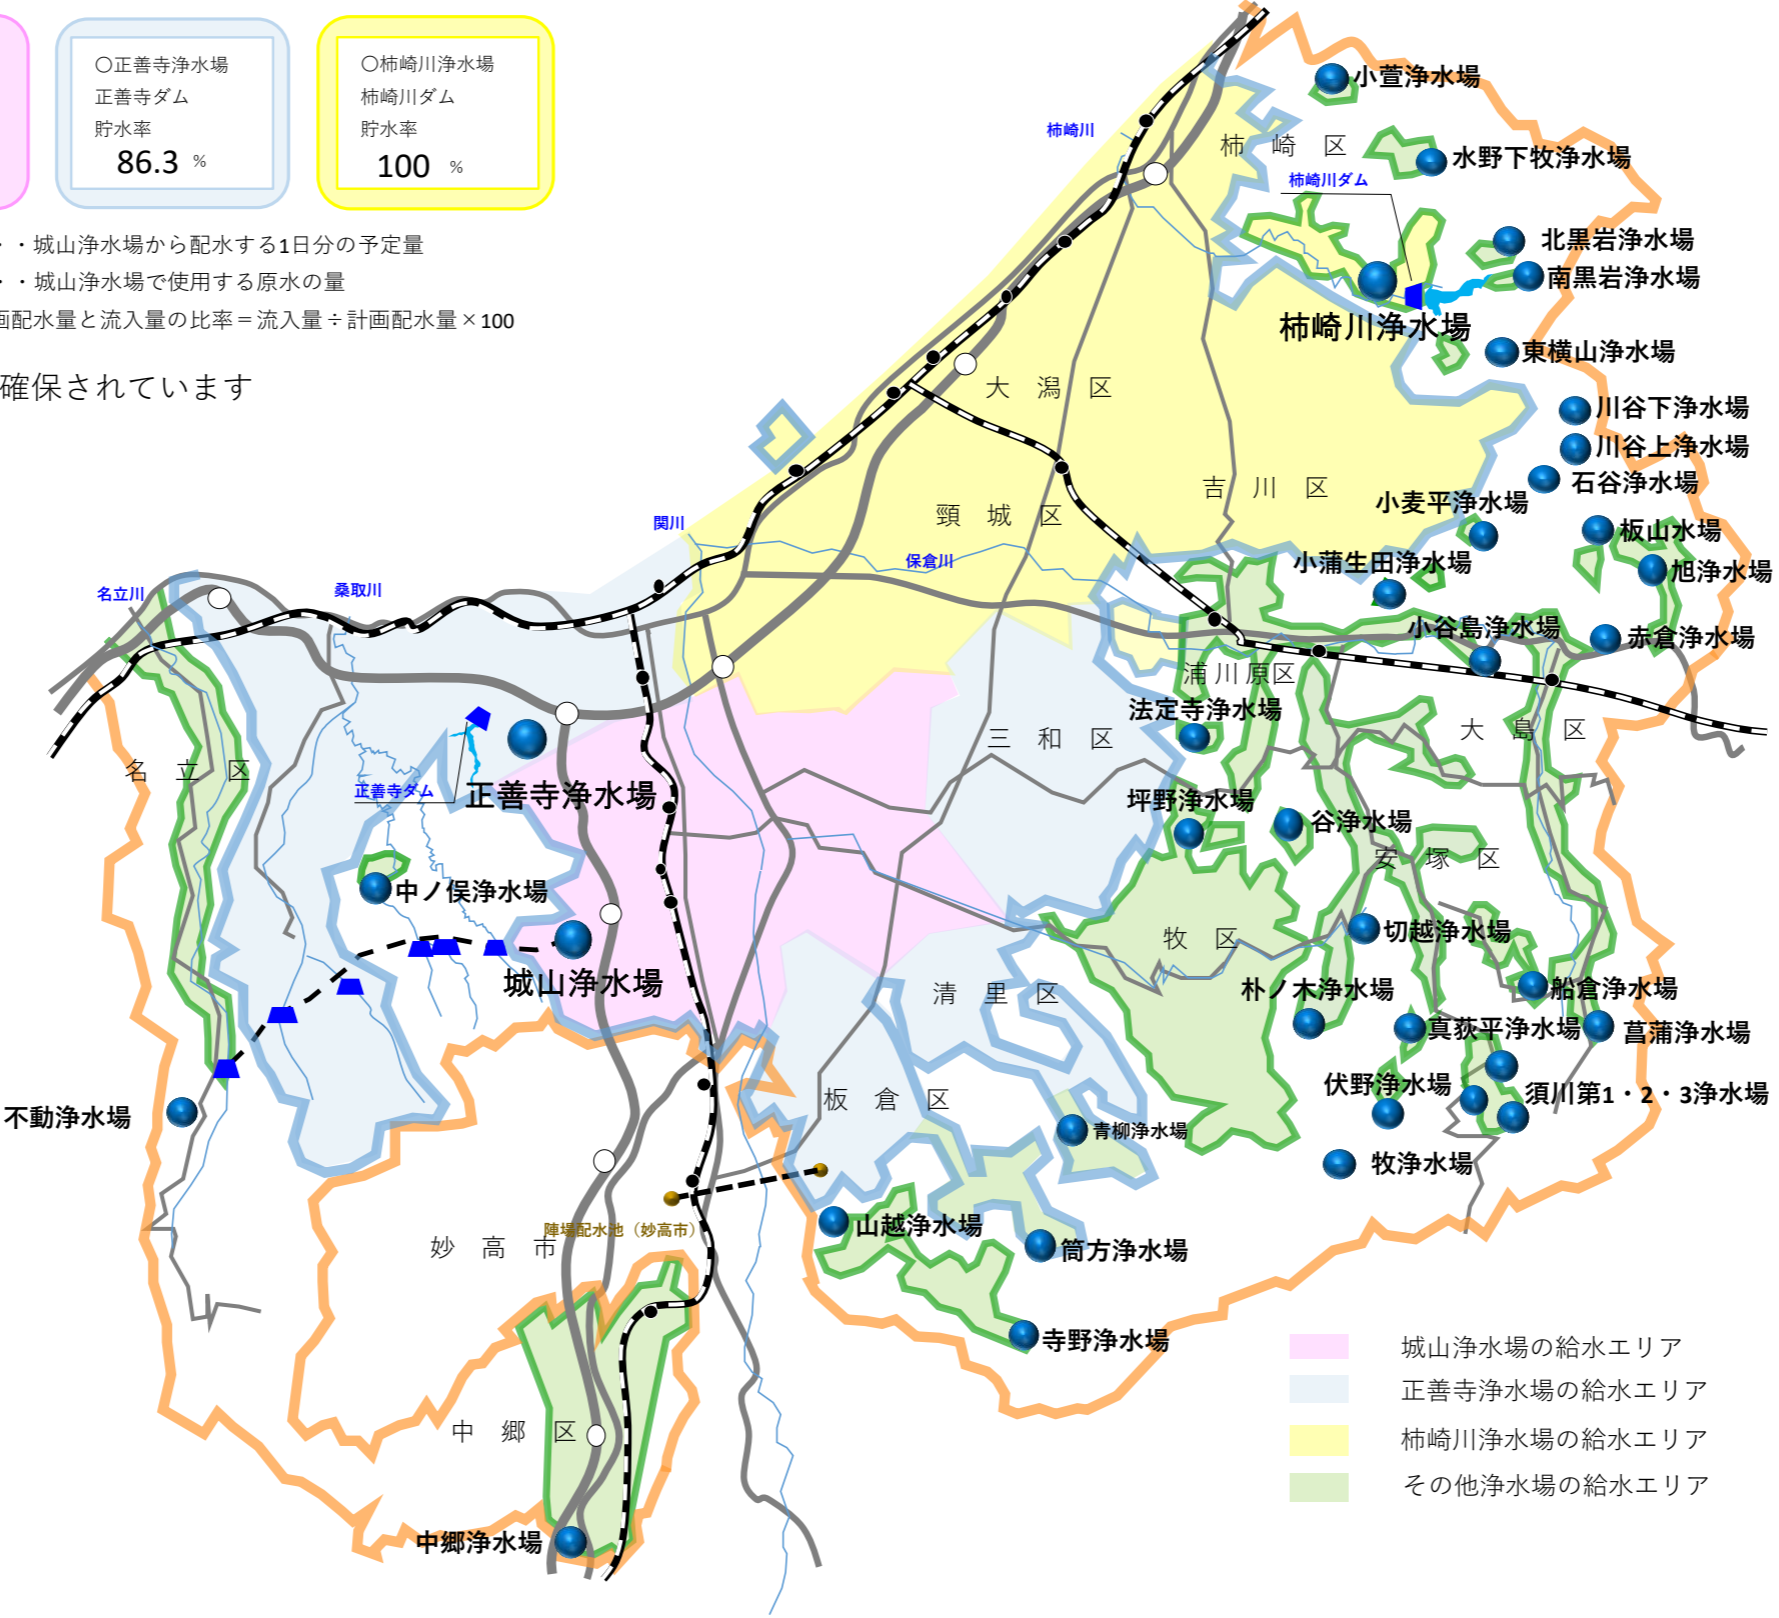 ○正善寺浄水場
正善寺ダム
貯水率
86.3 %
○柿崎川浄水場
柿崎川ダム
貯水率
100 %
・・城山浄水場から配水する1日分の予定量
・・城山浄水場で使用する原水の量
画配水量と流入量の比率＝流入量÷計画配水量×100
確保されています
小萱浄水場
柿崎川
柿崎区
水野下牧浄水場
柿崎川ダム
北黒岩浄水場
南黒岩浄水場
柿崎川浄水場
東横山浄水場
大潟区
川谷下浄水場
川谷上浄水場
石谷浄水場
吉川区
小麦平浄水場
頸城区
関川
板山水場
保倉川
小蒲生田浄水場
旭浄水場
名立川
桑取川
小谷島浄水場
赤倉浄水場
浦川原区
法定寺浄水場
大島区
三和区
名立区
正善寺ダム
正善寺浄水場
坪野浄水場
谷浄水場
安塚区
中ノ俣浄水場
切越浄水場
牧区
城山浄水場
清里区
朴ノ木浄水場
船倉浄水場
真荻平浄水場
菖蒲浄水場
伏野浄水場
須川第1・2・3浄水場
板倉区
不動浄水場
青柳浄水場
牧浄水場
陣場配水池（妙高市）
山越浄水場
妙高市
筒方浄水場
寺野浄水場
城山浄水場の給水エリア
正善寺浄水場の給水エリア
中郷区
柿崎川浄水場の給水エリア
その他浄水場の給水エリア
中郷浄水場